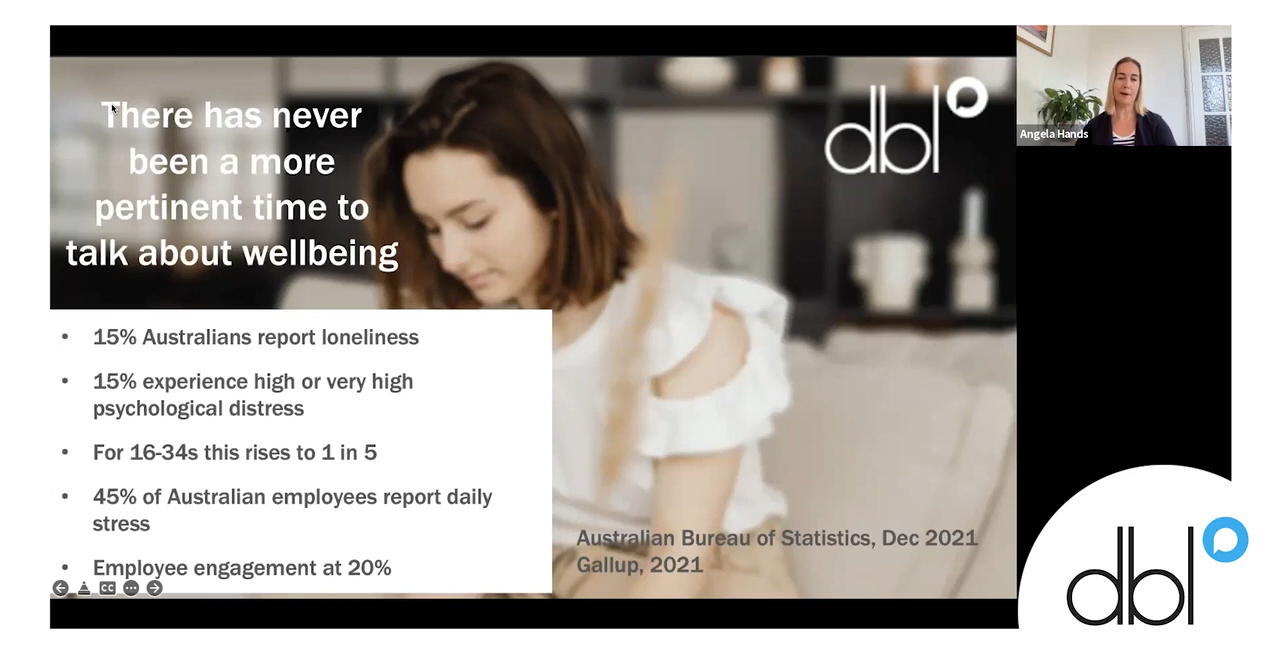 There has never
been a more
pertinent time to
talk about wellbeing
dbl
Angela Hands
• 15% Australians report loneliness
• 15% experience high or very high
psychological distress
• For 16-34s this rises to 1 in 5
• 45% of Australian employees report daily
stress
• Employee engagement at 20%
CC
Australian Bureau of Statistics, Dec 2021
Gallup, 2021
dbl